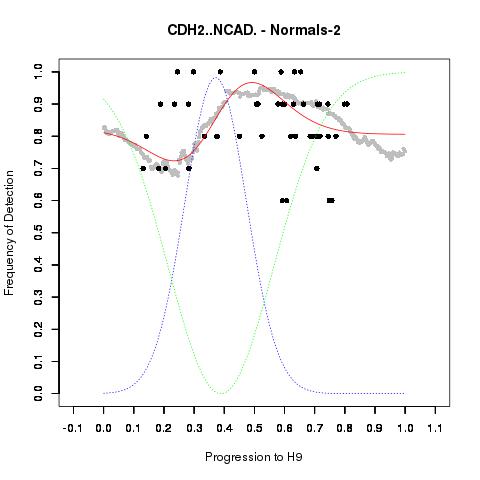 CDH2..NCAD. - Normals-2
Frequency of Detection
1.0
0.9
0.8
0.7
0.6
0.5
0.4
0.3
0.2
0.1
0.0
-0.1 0.0 0.1 0.2 0.3 0.4 0.5 0.6 0.7 0.8 0.9 1.0 1.1
Progression to H9